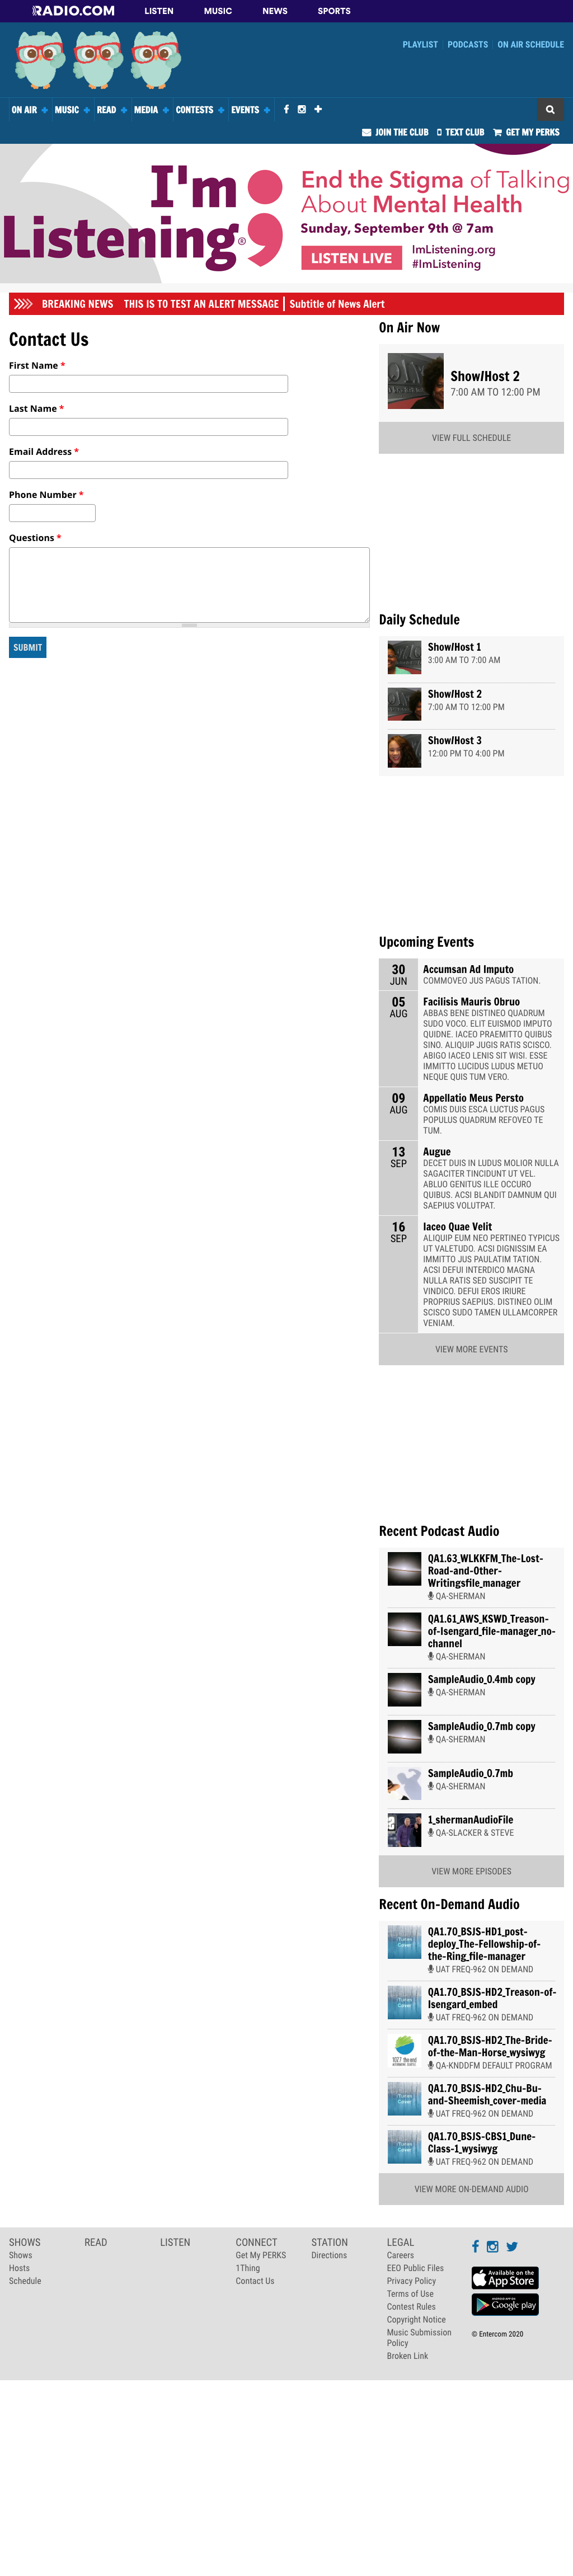 RADIO.COM LISTEN MUSIC NEWS SPORTS
PLAYLIST PODCASTS ON AIR SCHEDULE
ON AIR MUSIC READ MEDIA CONTESTS EVENTS
JOIN THE CLUB TEXT CLUB GET MY PERKS
I'm
Listening®
End the Stigma of Talking
About Mental Health
Sunday, September 9th @ 7am
LISTEN LIVE
ImListening.org
#ImListening
BREAKING NEWS THIS IS TO TEST AN ALERT MESSAGE | Subtitle of News Alert
Contact Us
First Name *
Last Name *
Email Address *
Phone Number *
Questions *
SUBMIT
On Air Now
Show/Host 2
7:00 AM TO 12:00 PM
VIEW FULL SCHEDULE
Daily Schedule
Show/Host 1
3:00 AM TO 7:00 AM
Show/Host 2
7:00 AM TO 12:00 PM
Show/Host 3
12:00 PM TO 4:00 PM
Upcoming Events
30
JUN
Accumsan Ad Imputo
COMMOVEO JUS PAGUS TATION.
05
AUG
Facilisis Mauris Obruo
ABBAS BENE DISTINEO QUADRUM
SUDO VOCO. ELIT EUISMOD IMPUTO
QUIDNE. IACEO PRAEMITTO QUIBUS
SINO. ALIQUIP JUGIS RATIS SCISCO.
ABIGO IACEO LENIS SIT WISI. ESSE
IMMITTO LUCIDUS LUDUS METUO
NEQUE QUIS TUM VERO.
09
AUG
Appellatio Meus Persto
COMIS DUIS ESCA LUCTUS PAGUS
POPULUS QUADRUM REFOVEO TE
TUM.
13
SEP
Augue
DECET DUIS IN LUDUS MOLIOR NULLA
SAGACITER TINCIDUNT UT VEL.
ABLUO GENITUS ILLE OCCURO
QUIBUS. ACSI BLANDIT DAMNUM QUI
SAEPIUS VOLUTPAT.
16
SEP
Iaceo Quae Velit
ALIQUIP EUM NEO PERTINEO TYPICUS
UT VALETUDO. ACSI DIGNISSIM EA
IMMITTO JUS PAULATIM TATION.
ACSI DEFUI INTERDICO MAGNA
NULLA RATIS SED SUSCIPIT TE
VINDICO. DEFUI EROS IRIURE
PROPRIUS SAEPIUS. DISTINEO OLIM
SCISCO SUDO TAMEN ULLAMCORPER
VENIAM.
VIEW MORE EVENTS
Recent Podcast Audio
QA1.63_WLKKFM_The-Lost-
Road-and-Other-
Writingsfile_manager
QA-SHERMAN
QA1.61_AWS_KSWD_Treason-
of-Isengard_file-manager_no-
channel
QA-SHERMAN
SampleAudio_0.4mb copy
QA-SHERMAN
SampleAudio_0.7mb copy
QA-SHERMAN
SampleAudio_0.7mb
QA-SHERMAN
1_shermanAudioFile
QA-SLACKER & STEVE
VIEW MORE EPISODES
Recent On-Demand Audio
QA1.70_BSJS-HD1_post-
deploy_The-Fellowship-of-
the-Ring_file-manager
UAT FREQ-962 ON DEMAND
QA1.70_BSJS-HD2_Treason-of-
Isengard_embed
UAT FREQ-962 ON DEMAND
QA1.70_BSJS-HD2_The-Bride-
of-the-Man-Horse_wysiwyg
QA-KNDDFM DEFAULT PROGRAM
QA1.70_BSJS-HD2_Chu-Bu-
and-Sheemish_cover-media
UAT FREQ-962 ON DEMAND
QA1.70_BSJS-CBS1_Dune-
Class-1_wysiwyg
UAT FREQ-962 ON DEMAND
VIEW MORE ON-DEMAND AUDIO
SHOWS
Shows
Hosts
Schedule
READ
LISTEN
CONNECT
Get My PERKS
1Thing
Contact Us
STATION
Directions
LEGAL
Careers
EEO Public Files
Privacy Policy
Terms of Use
Contest Rules
Copyright Notice
Music Submission
Policy
Broken Link
Available on the
App Store
Google play
© Entercom 2020